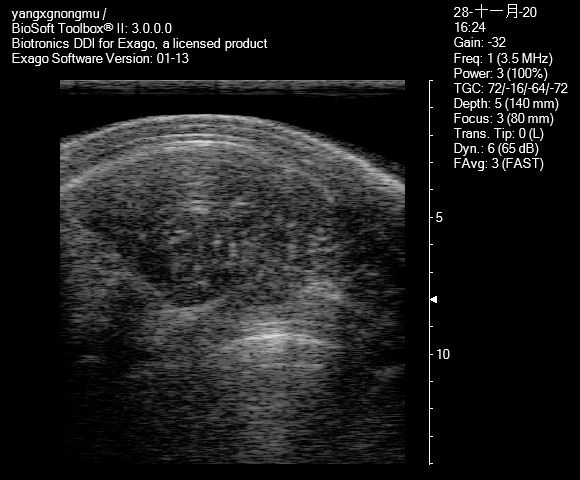 yangxgnongmu /
BioSoft Toolbox® II: 3.0.0.0
Biotronics DDI for Exago, a licensed product
Exago Software Version: 01-13
28-十一月-20
16:24
Gain: -32
Freq: 1 (3.5 MHz)
Power: 3 (100%)
TGC: 72/-16/-64/-72
Depth: 5 (140 mm)
Focus: 3 (80 mm)
Trans. Tip: 0 (L)
Dyn.: 6 (65 dB)
FAvg: 3 (FAST)
5
10